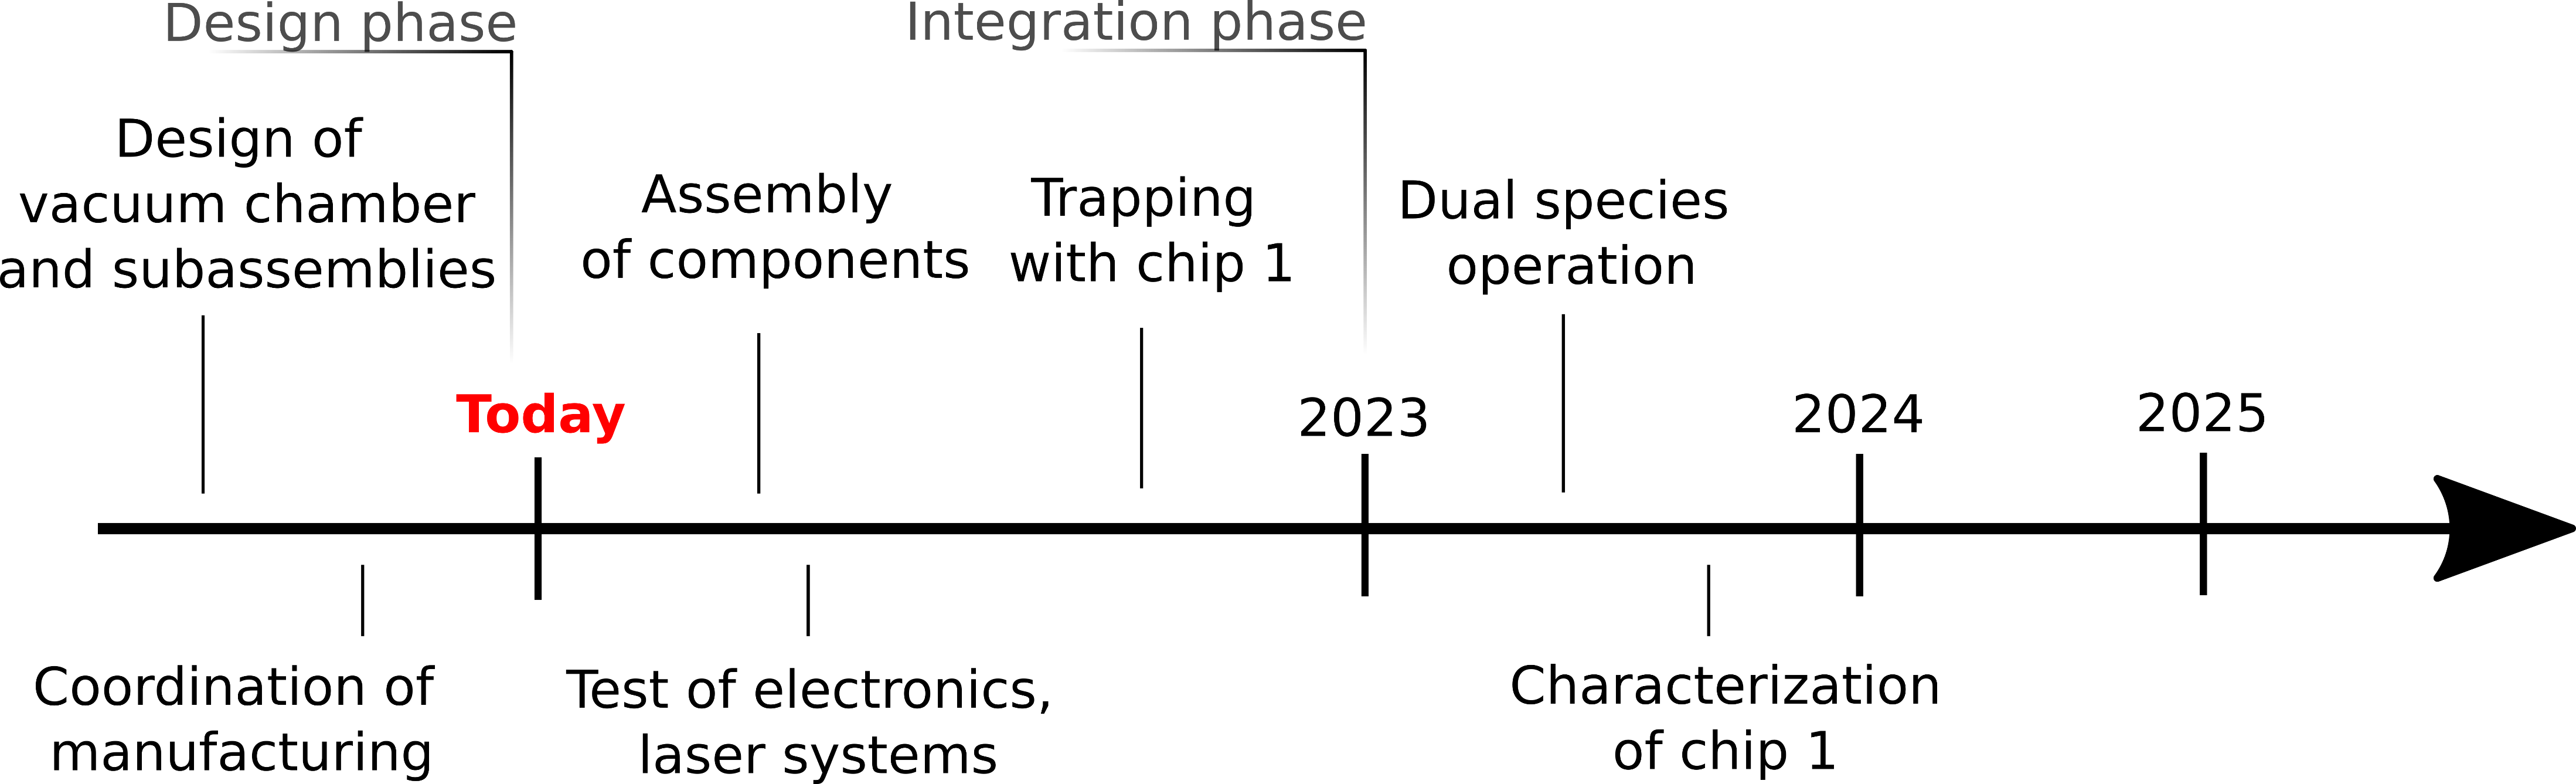 Design phase
Integration phase
Design of
vacuum chamber
and subassemblies
Assembly
of components
Trapping
with chip 1
Dual species
operation
Today
2023
2024
2025
Coordination of
manufacturing
Test of electronics,
laser systems
Characterization
of chip 1